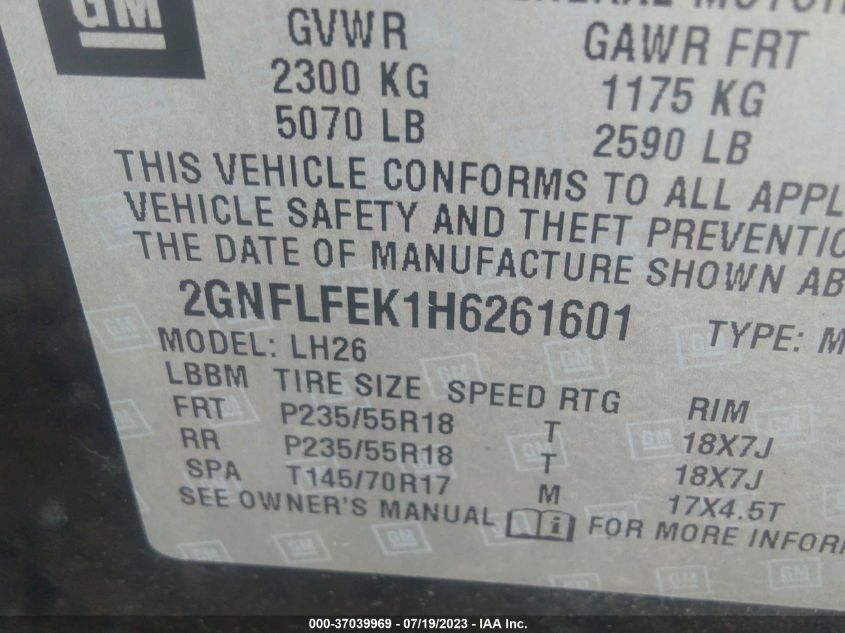 GM
GVWR GAWR FRT
2300 KG 1175 KG
5070 LB 2590 LB
THIS VEHICLE CONFORMS TO ALL APPL
VEHICLE SAFETY AND THEFT PREVENTIO
THE DATE OF MANUFACTURE SHOWN AB
2GNFLFEK1H6261601 TYPE: M
MODEL: LH26
LBBM TIRE SIZE SPEED RTG RIM
FRT P235/55R18 T 18X7J
RR P235/55R18 T 18X7J
SPA T145/70R17 M 17X4.5T
SEE OWNER'S MANUAL i FOR MORE INFOR
000-37039969 / 07/19/2023 - IAA Inc.